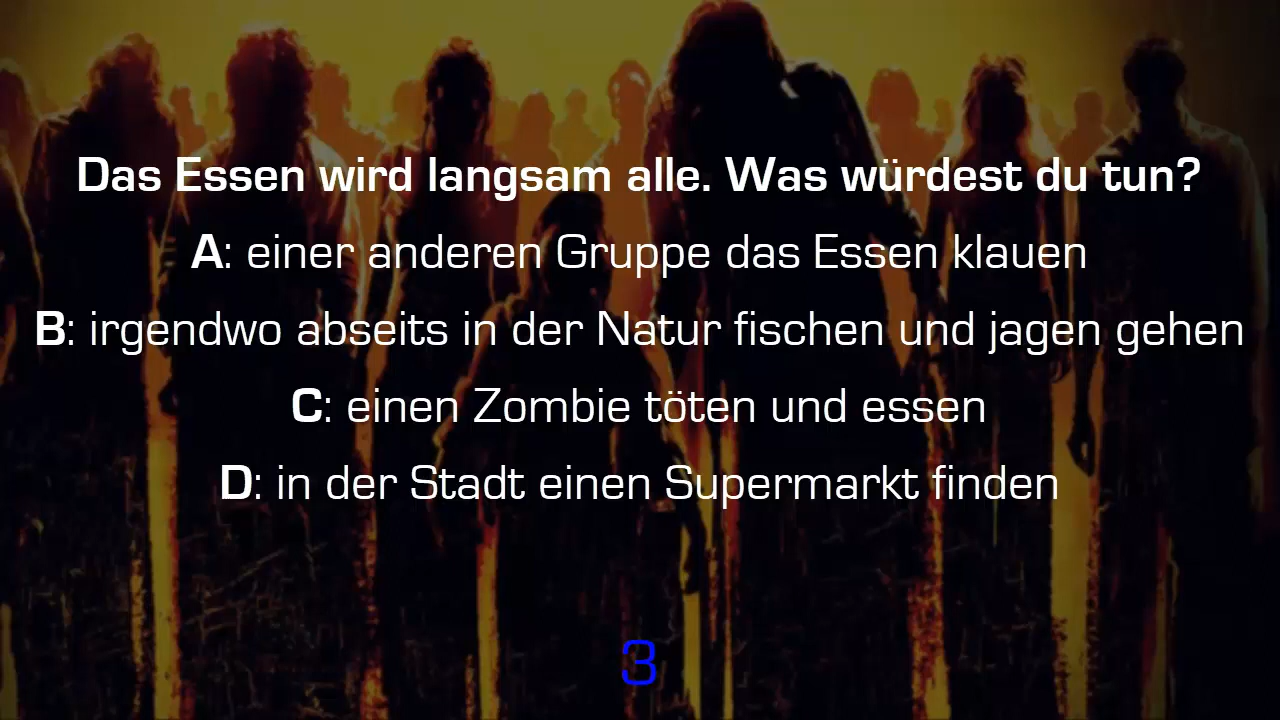 Das Essen wird langsam alle. Was würdest du tun?
A: einer anderen Gruppe das Essen klauen
B: irgendwo abseits in der Natur fischen und jagen gehen
C: einen Zombie töten und essen
D: in der Stadt einen Supermarkt finden
3